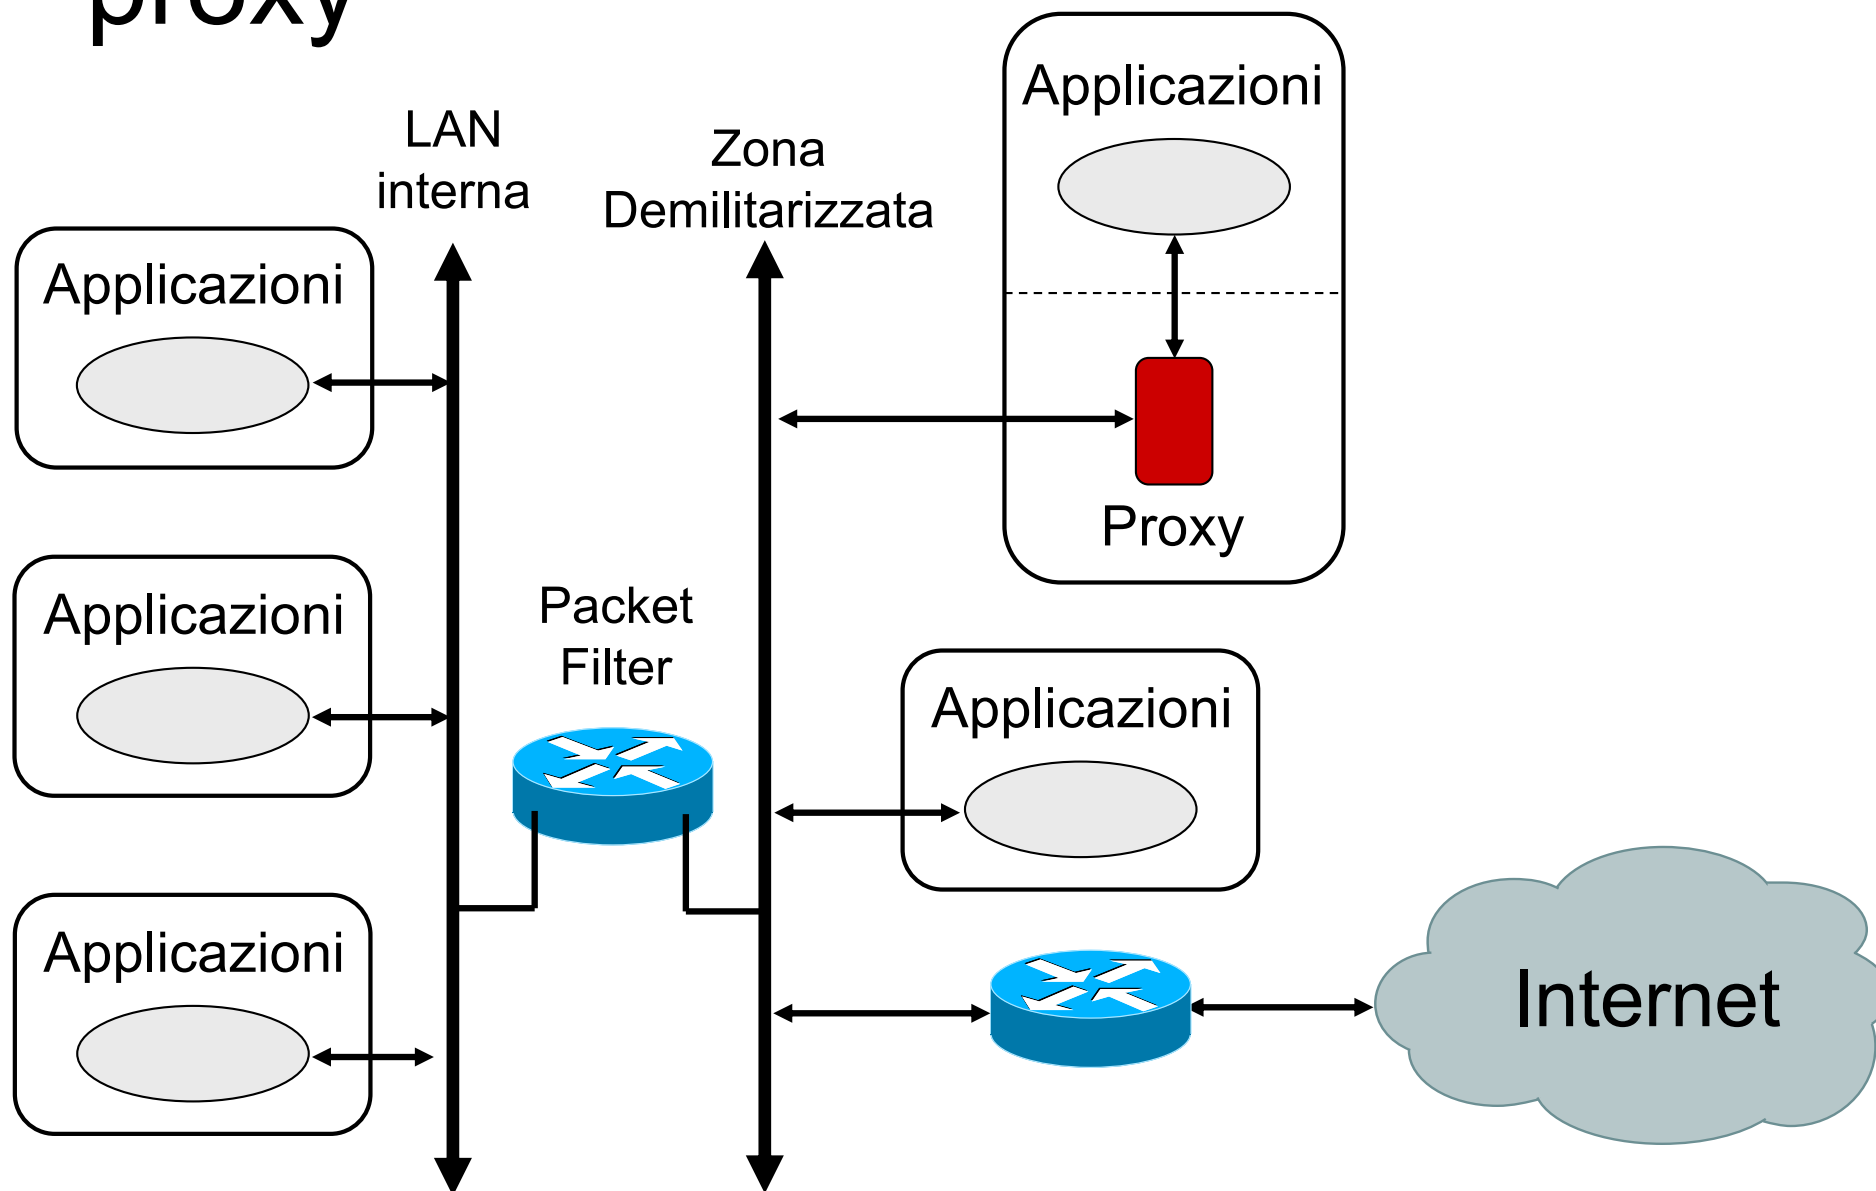 proxy
Applicazioni
LAN
interna
Zona
Demilitarizzata
Applicazioni
Proxy
Applicazioni
Packet
Filter
Applicazioni
Applicazioni
Internet